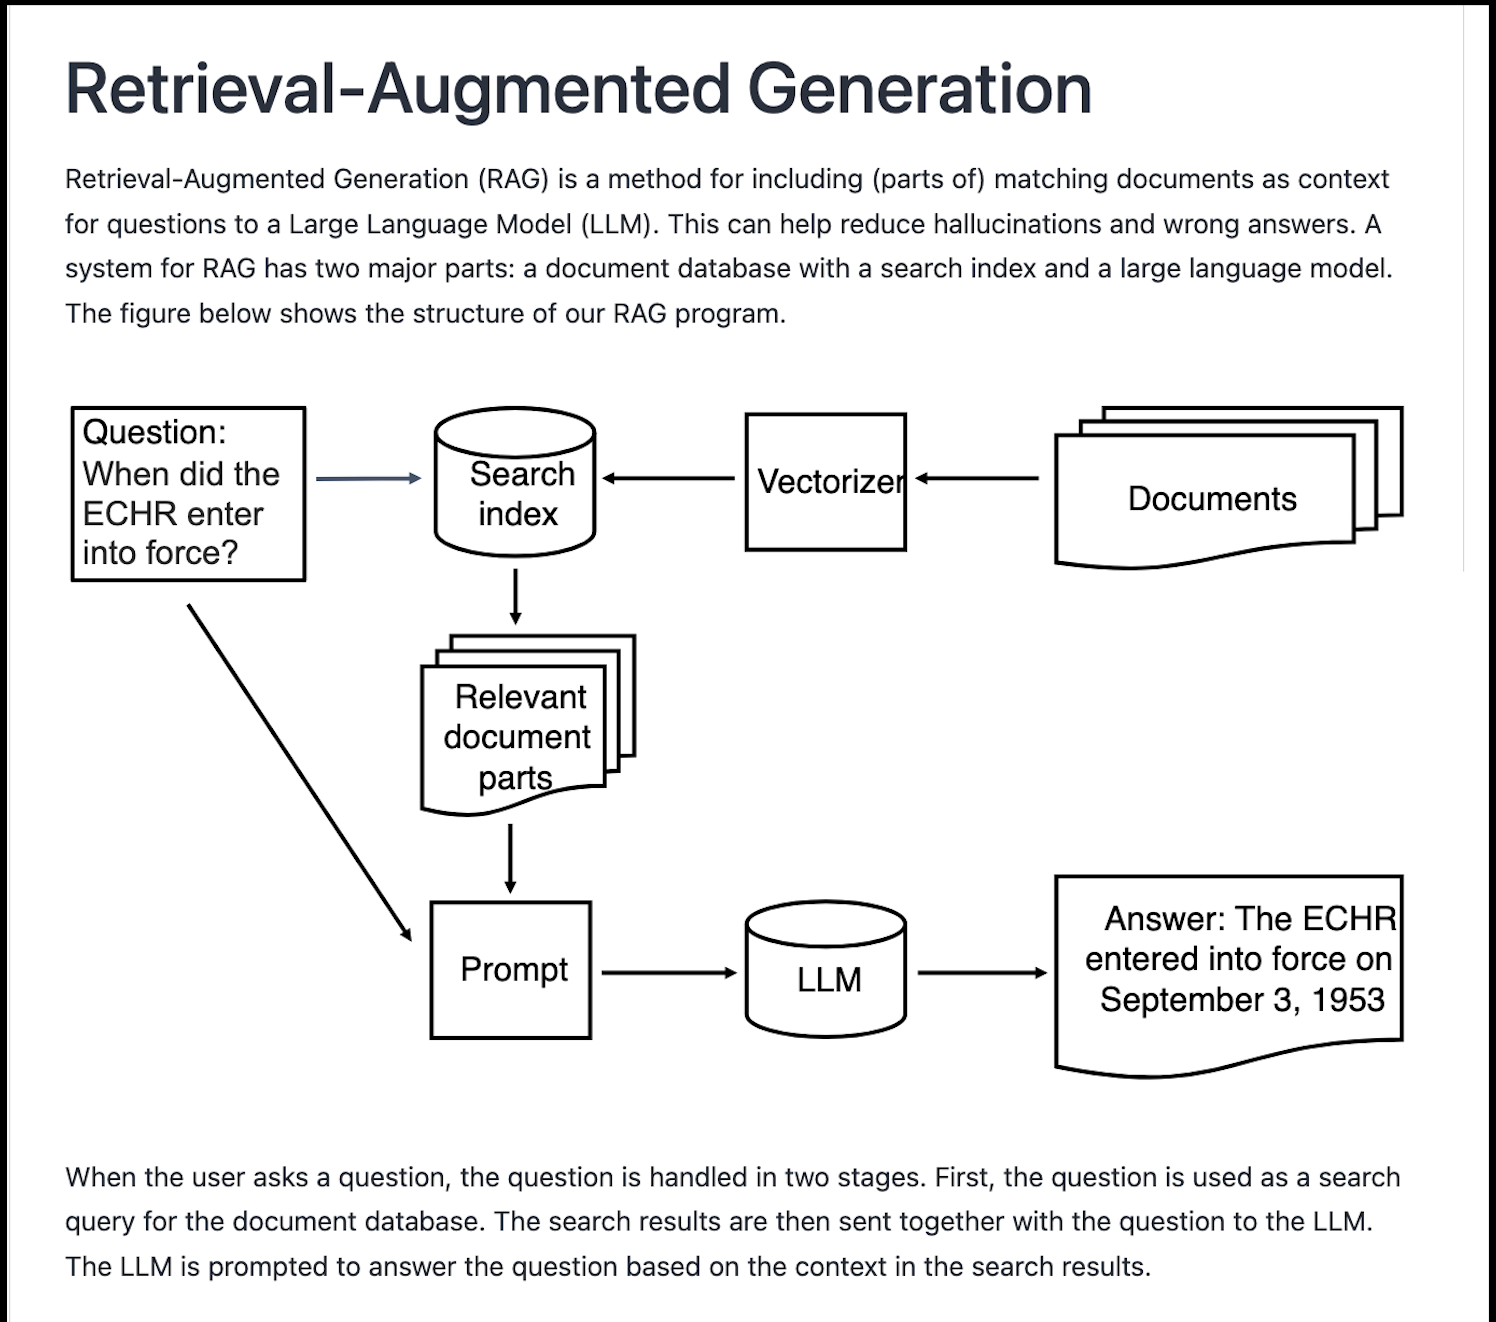 Retrieval-Augmented Generation
Retrieval-Augmented Generation (RAG) is a method for including (parts of) matching documents as context
for questions to a Large Language Model (LLM). This can help reduce hallucinations and wrong answers. A
system for RAG has two major parts: a document database with a search index and a large language model.
The figure below shows the structure of our RAG program.
Question:
When did the
ECHR enter
into force?
Search
index
Vectorizer
Documents
Relevant
document
parts
Prompt
LLM
Answer: The ECHR
entered into force on
September 3, 1953
When the user asks a question, the question is handled in two stages. First, the question is used as a search
query for the document database. The search results are then sent together with the question to the LLM.
The LLM is prompted to answer the question based on the context in the search results.